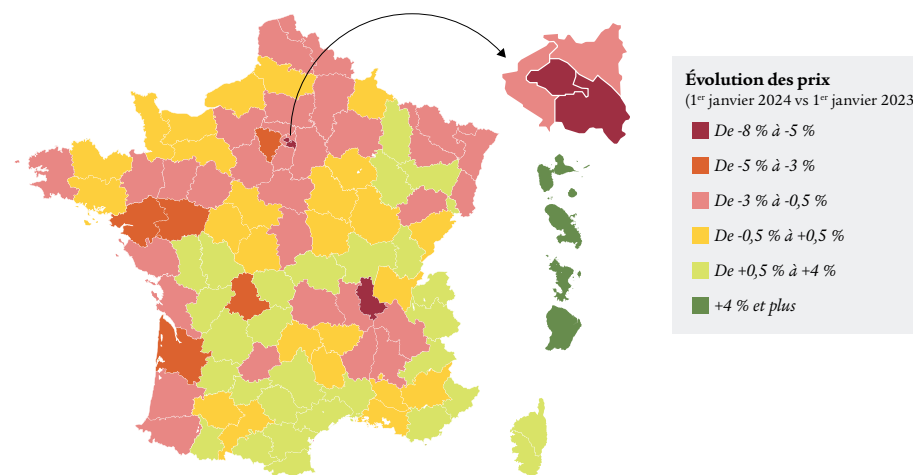 Évolution des prix
(1er janvier 2024 vs 1er janvier 2023
De -8 % à -5 %
De -5 % à -3 %
De -3 % à -0,5 %
De -0,5 % à +0,5 %
De +0,5 % à +4 %
+4 % et plus